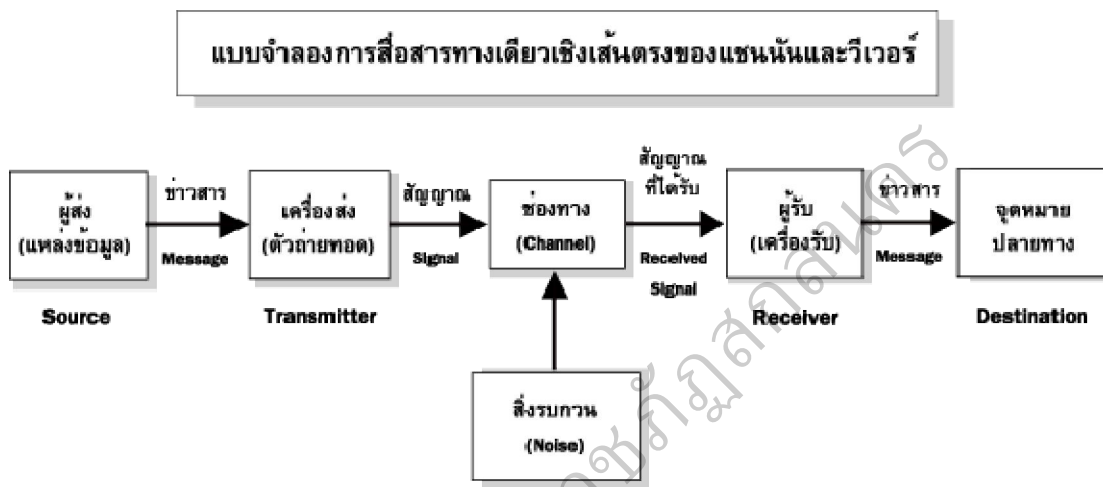 แบบจำลองการสื่อสารทางเดียวเชิงเส้นตรงของแชนนันและวีเวอร์
ผู้ส่ง
(แหล่งข้อมูล)
Source
ข่าวสาร
Message
เครื่องส่ง
(ตัวถ่ายทอด)
Transmitter
สัญญาณ
Signal
ช่องทาง
(Channel)
สัญญาณ
ที่ได้รับ
Received
Signal
ผู้รับ
(เครื่องรับ)
Receiver
ข่าวสาร
Message
จุดหมาย
ปลายทาง
Destination
สิ่งรบกวน
(Noise)